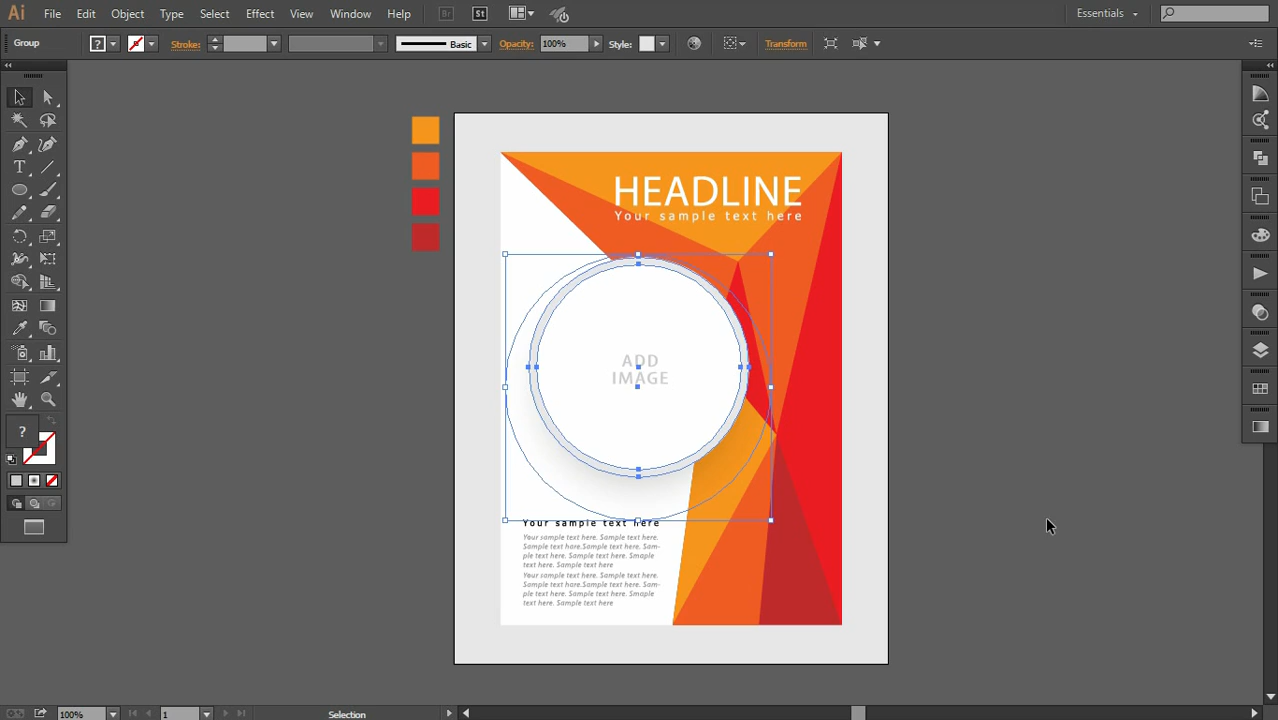 Ai File Edit Object Type Select Effect View Window Help Br St Essentials
Group ? Stroke: Basic Opacity: 100% Style: Transform
HEADLINE
Your sample text here
ADD
IMAGE
?
Your sample text here
Your sample text here. Sample text here.
Sample text here.Sample text here. Sam-
ple text here. Sample text here. Smaple
text here. Sample text here
Your sample text here. Sample text here.
Sample text here.Sample text here. Sam-
ple text here. Sample text here. Smaple
text here. Sample text here
100% 1 Selection